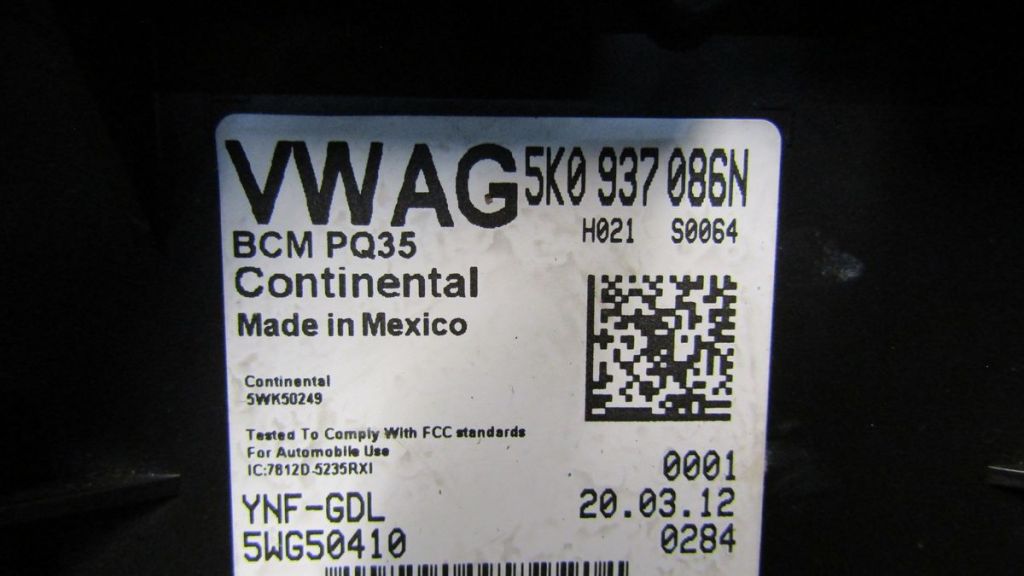 VWAG 5K0 937 086N
H021 S0064
BCM PQ35
Continental
Made in Mexico
Continental
5WK50249
Tested To Comply With FCC standards
For Automobile Use
IC:7812D-5235RXI
0001
YNF-GDL 20.03.12
5WG50410 0284